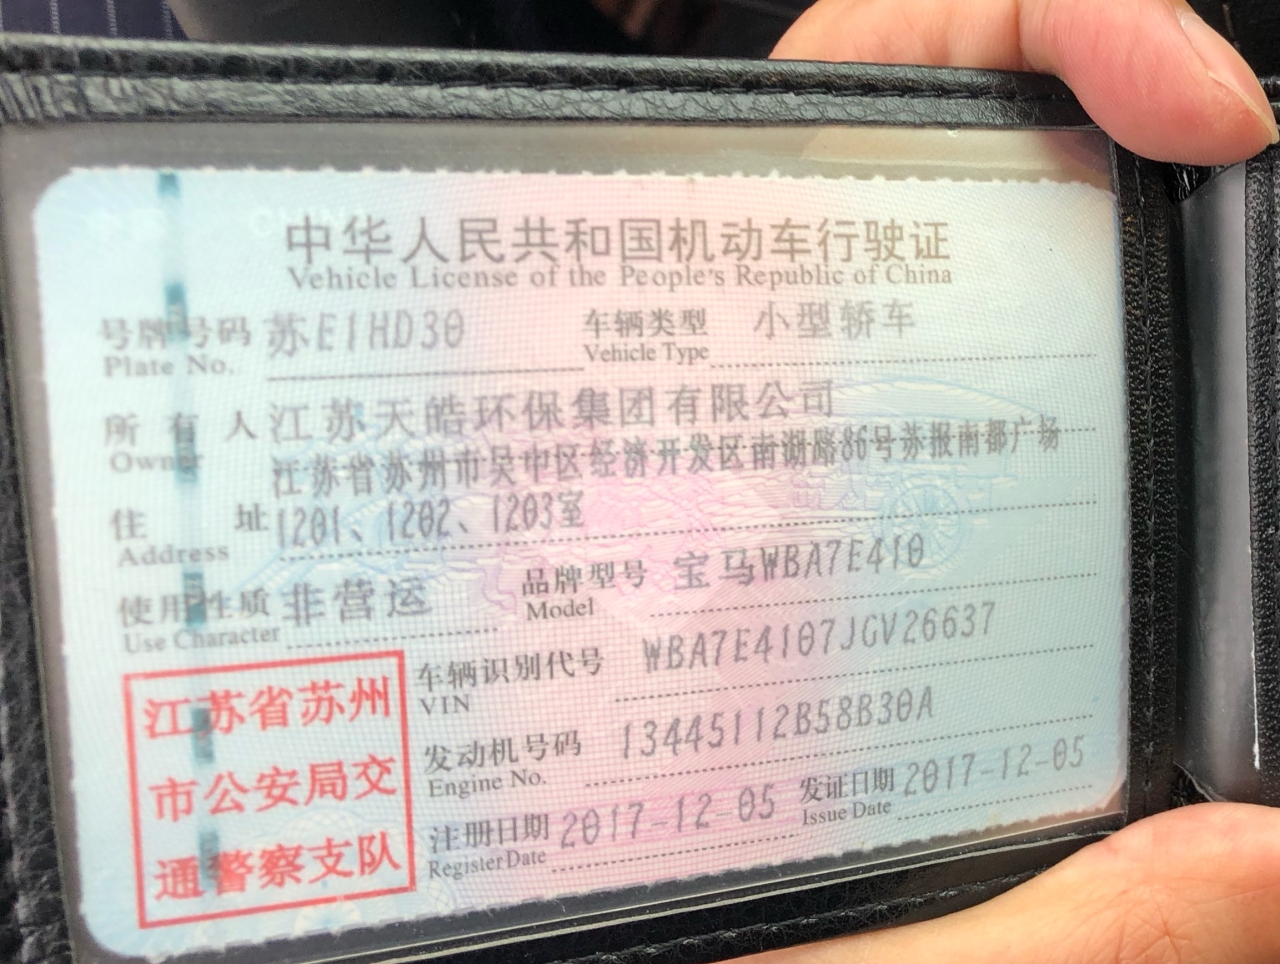 中华人民共和国机动车行驶证
Vehicle License of the People's Republic of China
号牌号码 苏E1HD30 车辆类型 小型轿车
Plate No. Vehicle Type
所有人 江苏天皓环保集团有限公司
Owner
江苏省苏州市吴中区经济开发区南湖路86号苏报南都广场
住址 1201、1202、1203室
Address
使用性质 非营运 品牌型号 宝马WBA7E410
Use Character Model
车辆识别代号 WBA7E4107JGV26637
VIN
发动机号码 13445112B58B30A
Engine No.
注册日期 2017-12-05 发证日期 2017-12-05
Register Date Issue Date
江苏省苏州
市公安局交
通警察支队